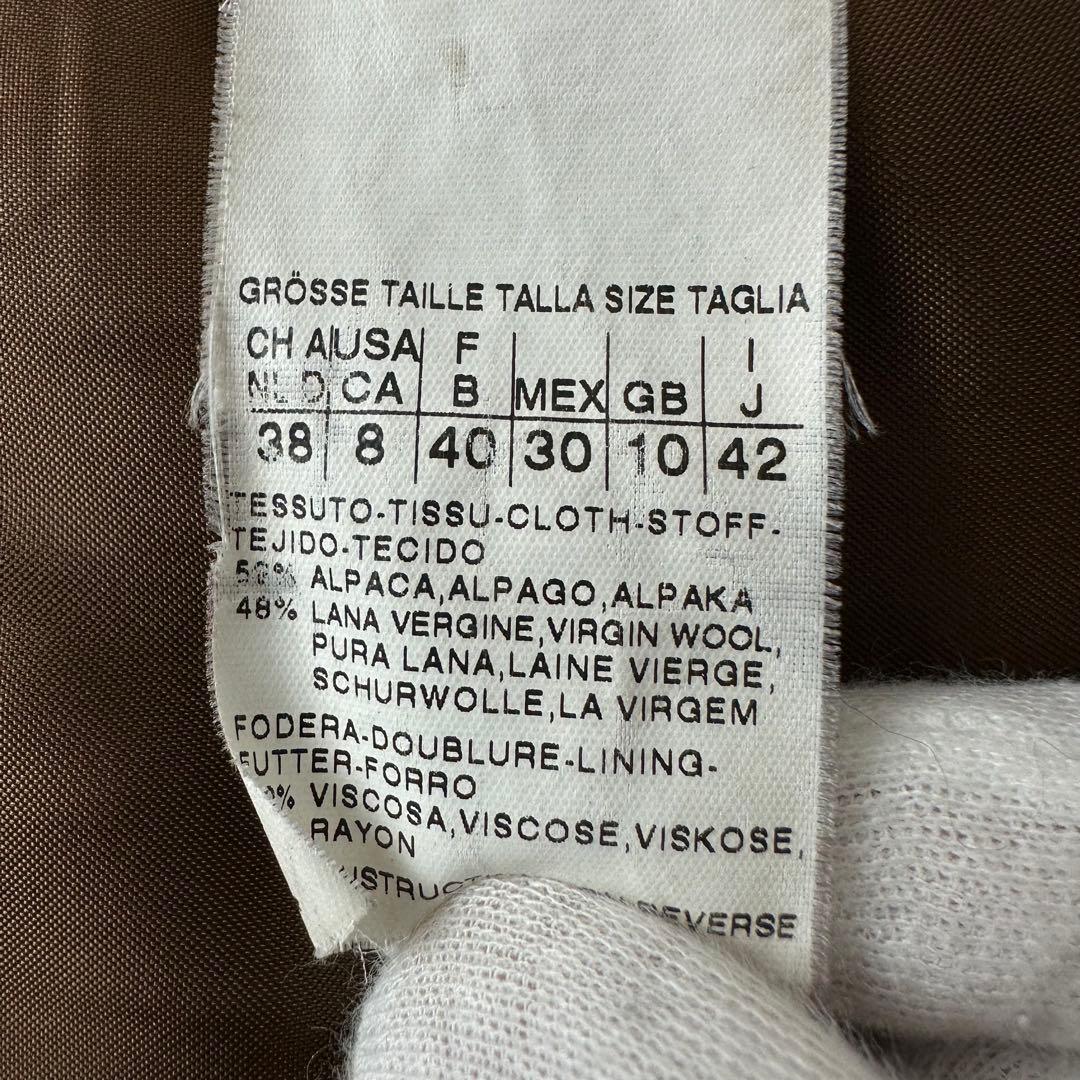 GRÖSSE TAILLE TALLA SIZE TAGLIA
CH A USA F I
NL D CA B MEX GB J
38 8 40 30 10 42
TESSUTO-TISSU-CLOTH-STOFF-
TEJIDO-TECIDO
ALPACA,ALPAGO,ALPAKA
48% LANA VERGINE,VIRGIN WOOL,
PURA LANA,LAINE VIERGE,
SCHURWOLLE,LA VIRGEM
FODERA-DOUBLURE-LINING-
FUTTER-FORRO
VISCOSA,VISCOSE,VISKOSE,
RAYON
REVERSE